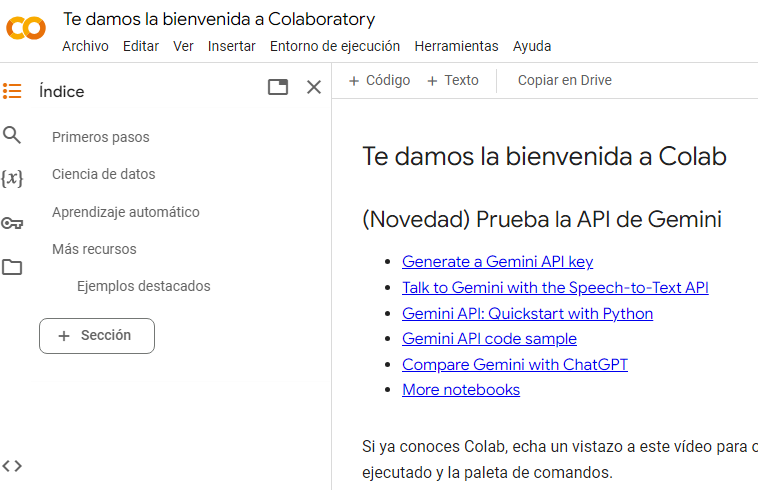 Te damos la bienvenida a Colaboratory
Archivo Editar Ver Insertar Entorno de ejecución Herramientas Ayuda
Índice
+ Código + Texto Copiar en Drive
Primeros pasos
Ciencia de datos
Aprendizaje automático
Más recursos
Ejemplos destacados
+ Sección
{x}
Te damos la bienvenida a Colab
(Novedad) Prueba la API de Gemini
• Generate a Gemini API key
• Talk to Gemini with the Speech-to-Text API
• Gemini API: Quickstart with Python
• Gemini API code sample
• Compare Gemini with ChatGPT
• More notebooks
Si ya conoces Colab, echa un vistazo a este vídeo para
ejecutado y la paleta de comandos.